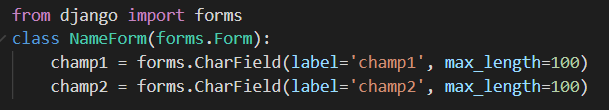 from django import forms
class NameForm(forms.Form):
    champ1 = forms.CharField(label='champ1', max_length=100)
    champ2 = forms.CharField(label='champ2', max_length=100)